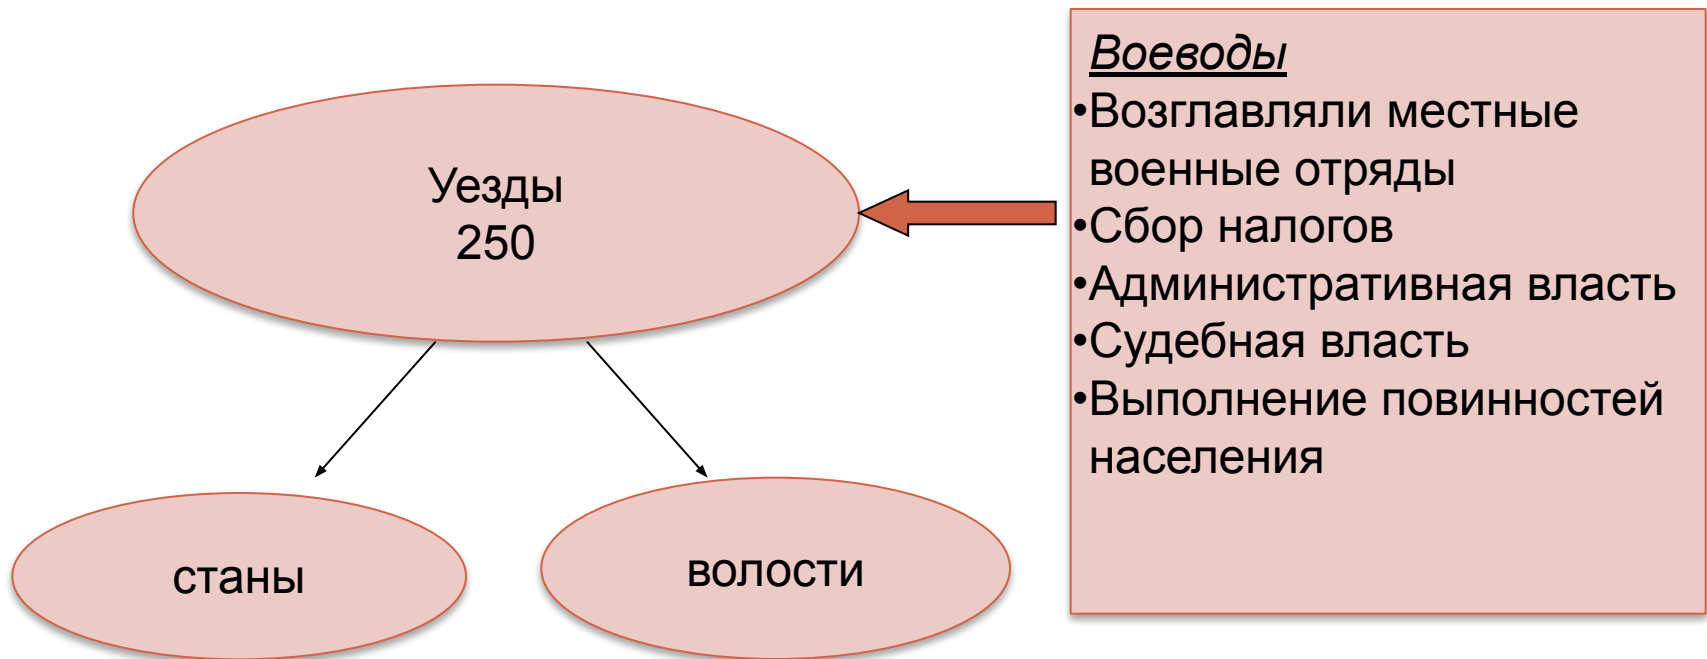 Уезды
250
станы
волости
Воеводы
•Возглавляли местные
военные отряды
•Сбор налогов
•Административная власть
•Судебная власть
•Выполнение повинностей
населения